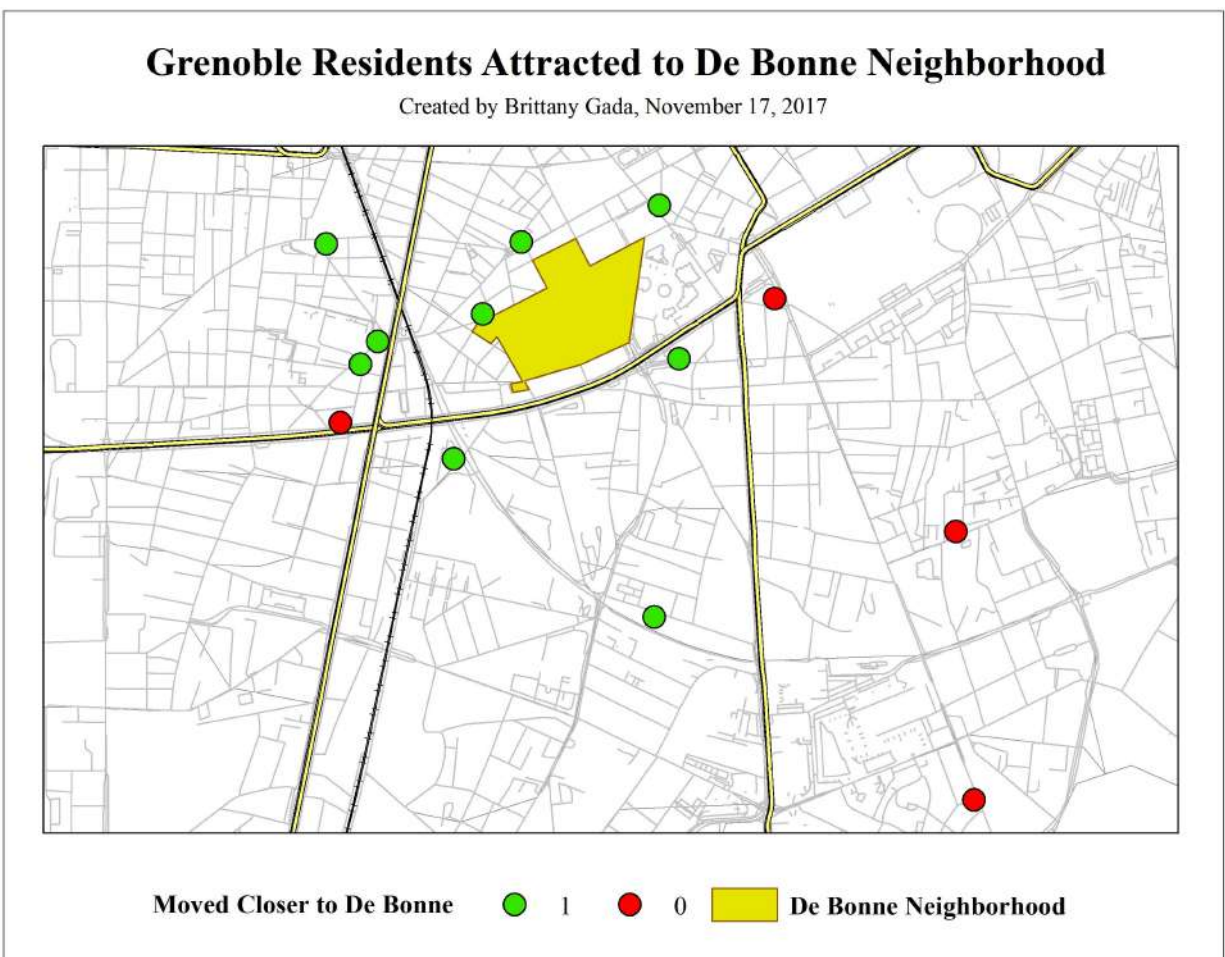 Grenoble Residents Attracted to De Bonne Neighborhood
Created by Brittany Gada, November 17, 2017
Moved Closer to De Bonne 1 0 De Bonne Neighborhood